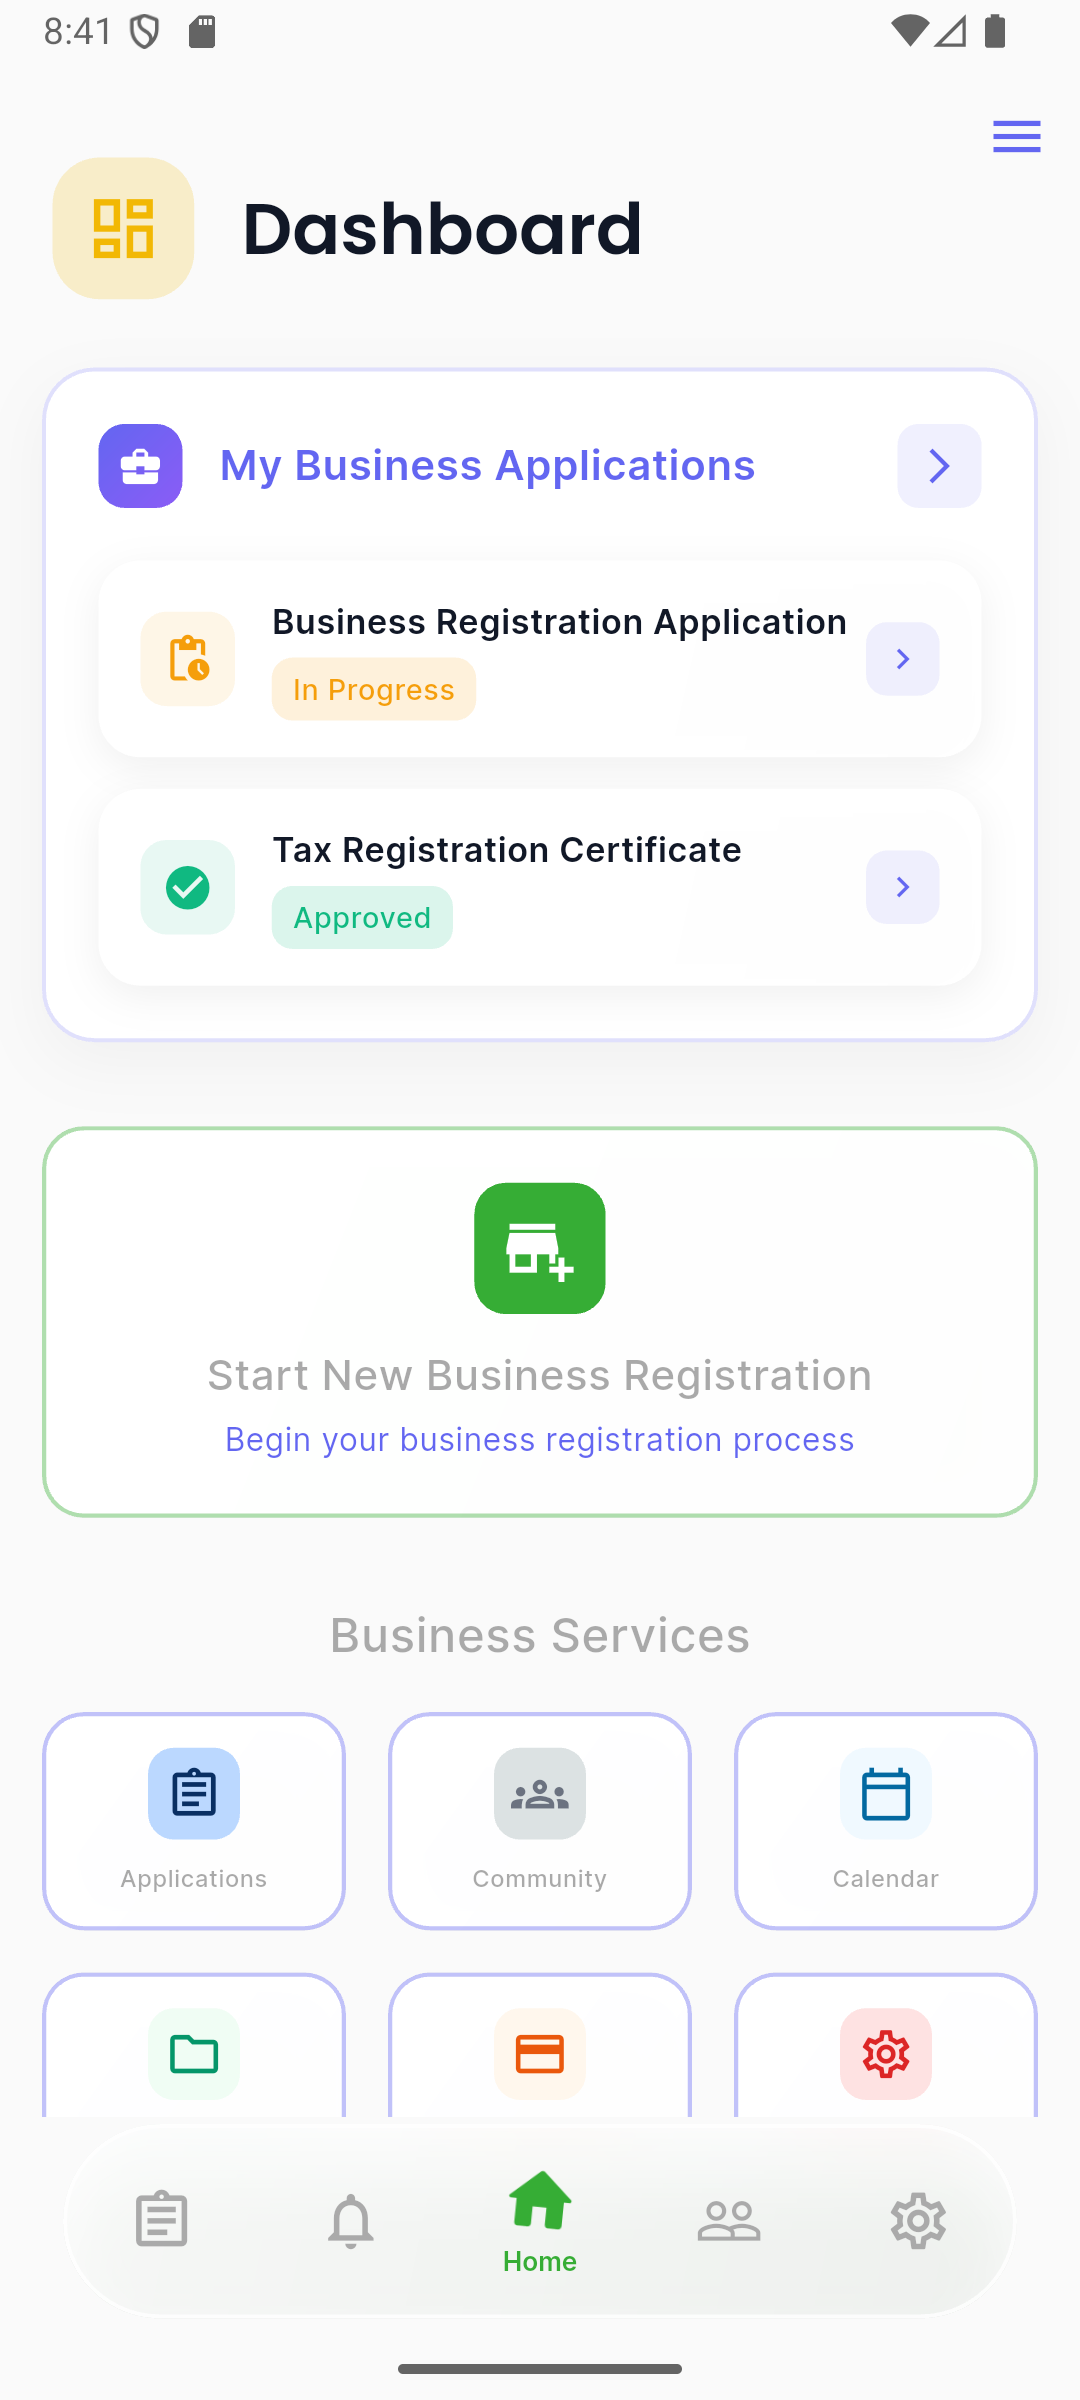 8:41
Dashboard
My Business Applications
Business Registration Application
In Progress
Tax Registration Certificate
Approved
Start New Business Registration
Begin your business registration process
Business Services
Applications
Community
Calendar
Home